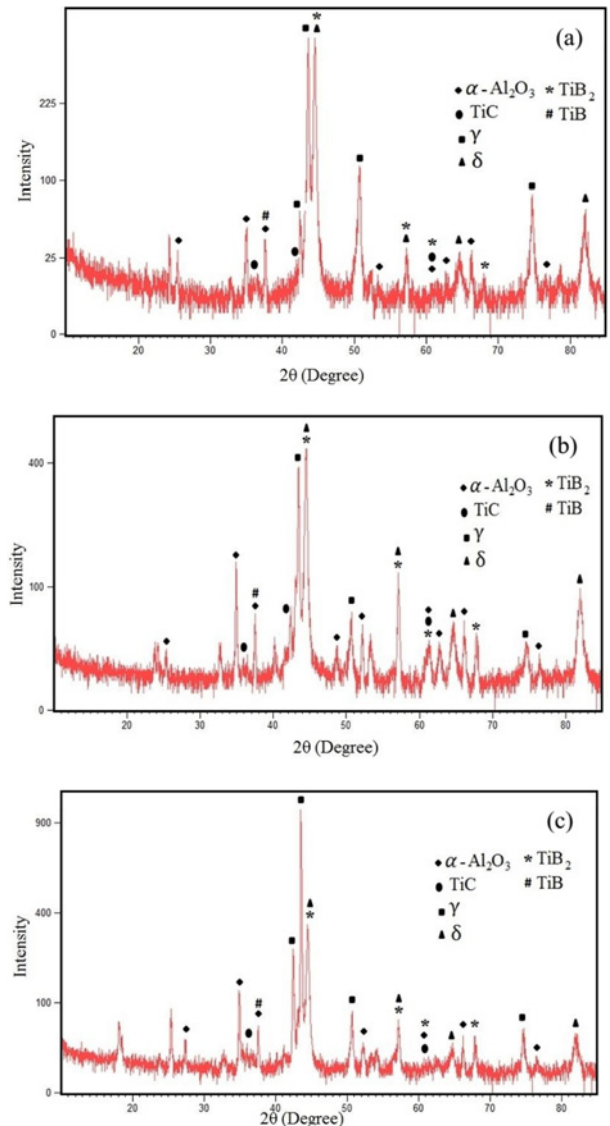 (a)
α - Al₂O₃ * TiB₂
TiC # TiB
γ
δ
225
100
25
0
Intensity
20 30 40 50 60 70 80
2θ (Degree)
(b)
α - Al₂O₃ * TiB₂
TiC # TiB
γ
δ
400
100
0
Intensity
20 30 40 50 60 70 80
2θ (Degree)
(c)
α - Al₂O₃ * TiB₂
TiC # TiB
γ
δ
900
400
100
0
Intensity
20 30 40 50 60 70 80
2θ (Degree)